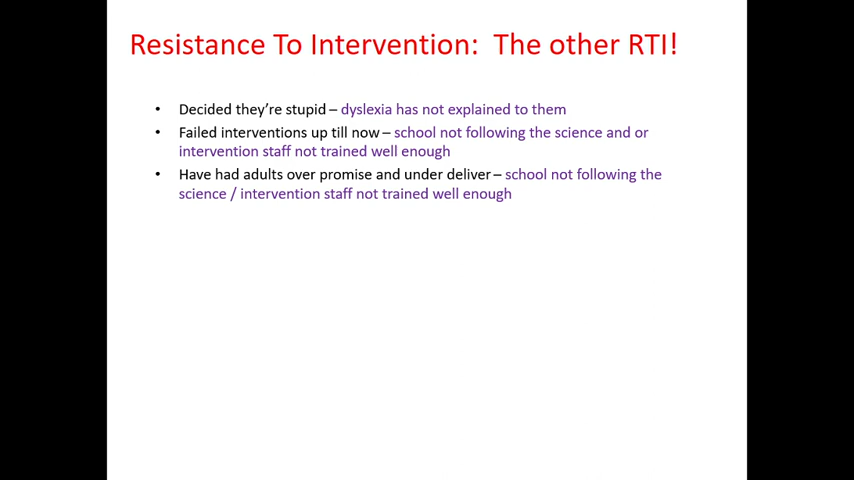 Resistance To Intervention:  The other RTI!
• Decided they're stupid – dyslexia has not explained to them
• Failed interventions up till now – school not following the science and or
intervention staff not trained well enough
• Have had adults over promise and under deliver – school not following the
science / intervention staff not trained well enough